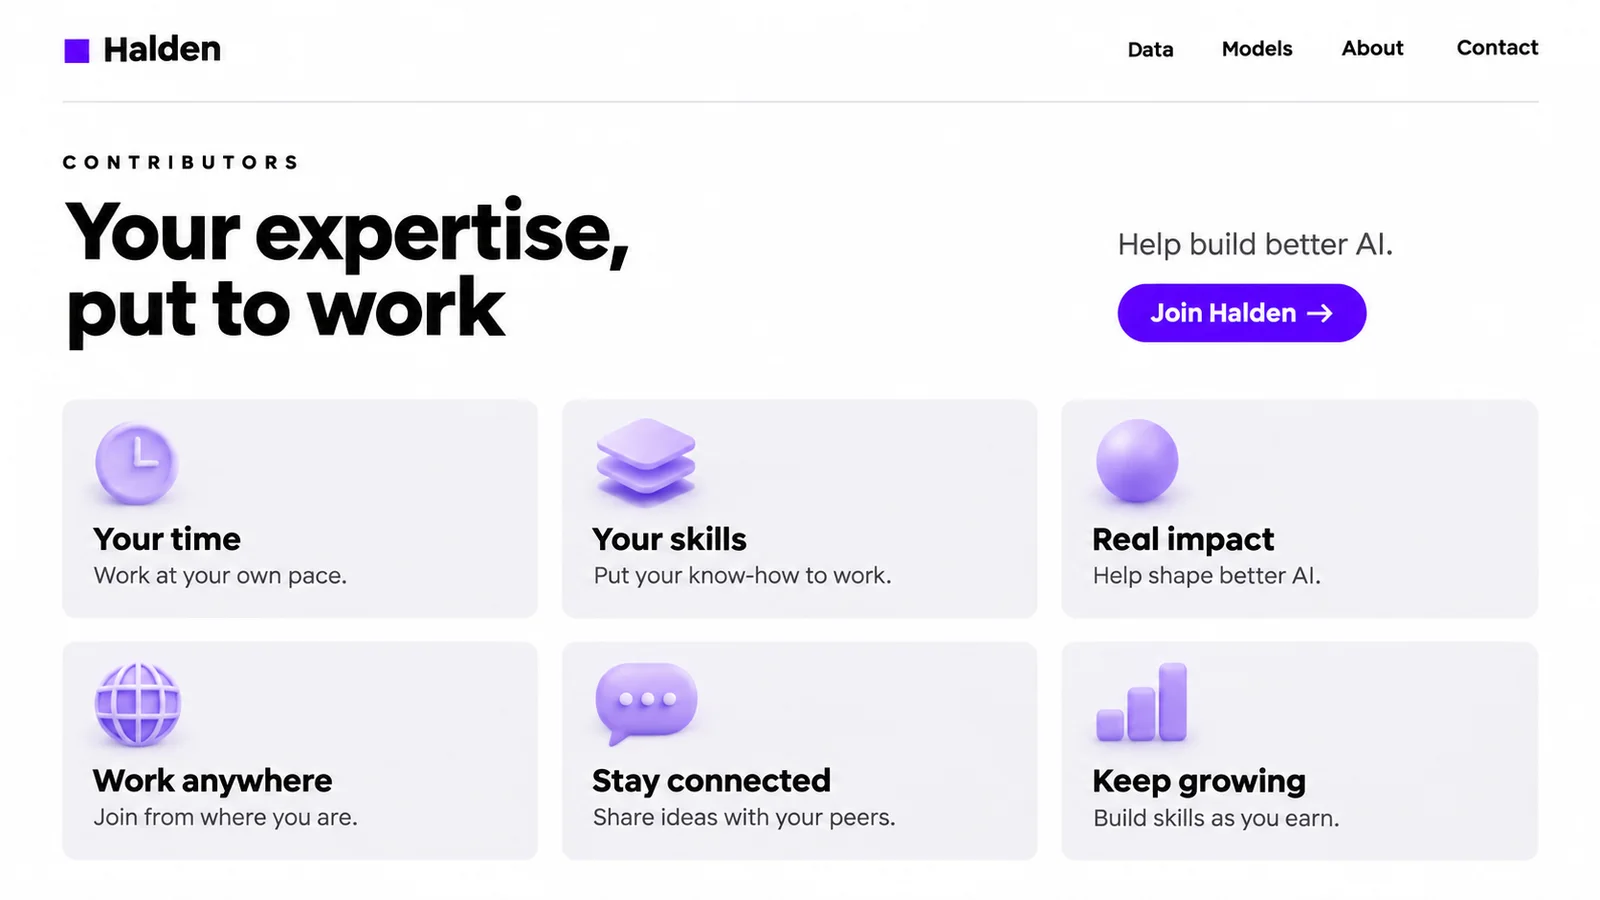 Halden
Data
Models
About
Contact
CONTRIBUTORS
Your expertise,
put to work
Help build better AI.
Join Halden →
Your time
Work at your own pace.
Your skills
Put your know-how to work.
Real impact
Help shape better AI.
Work anywhere
Join from where you are.
Stay connected
Share ideas with your peers.
Keep growing
Build skills as you earn.